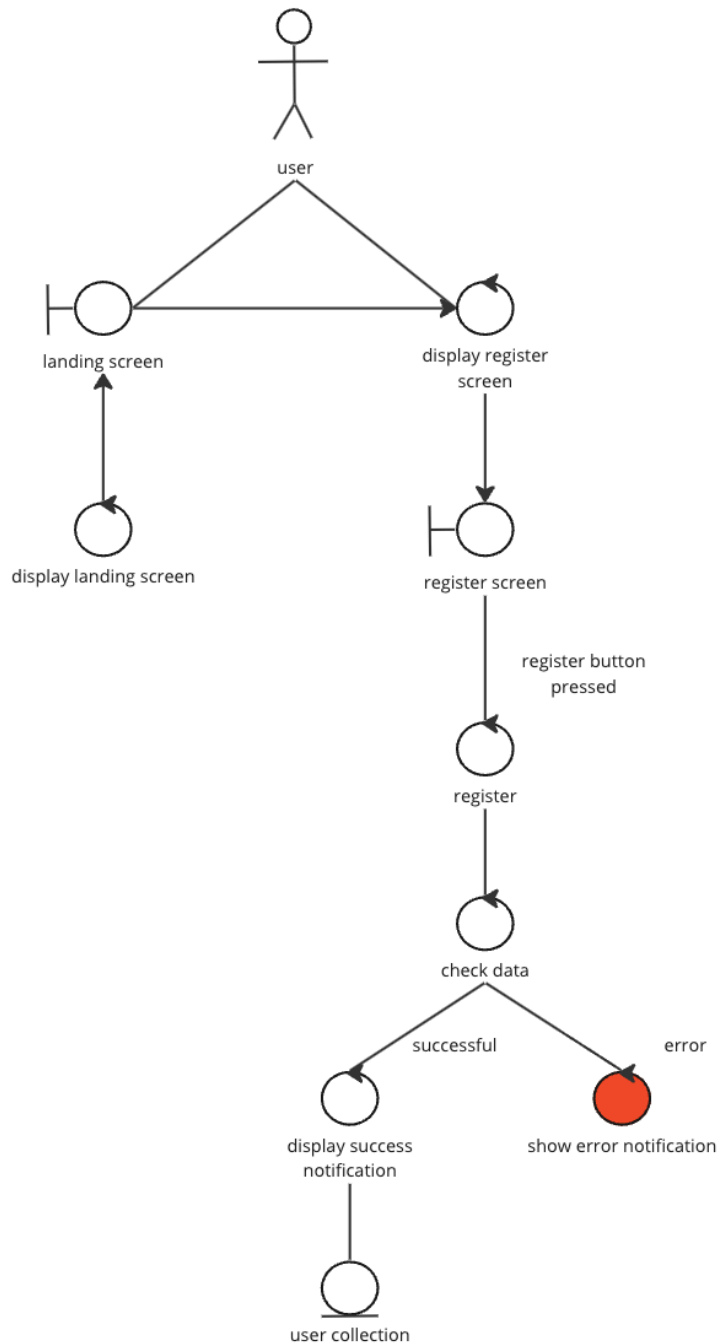 user
landing screen
display register
screen
display landing screen
register screen
register button
pressed
register
check data
successful
error
display success
notification
show error notification
user collection